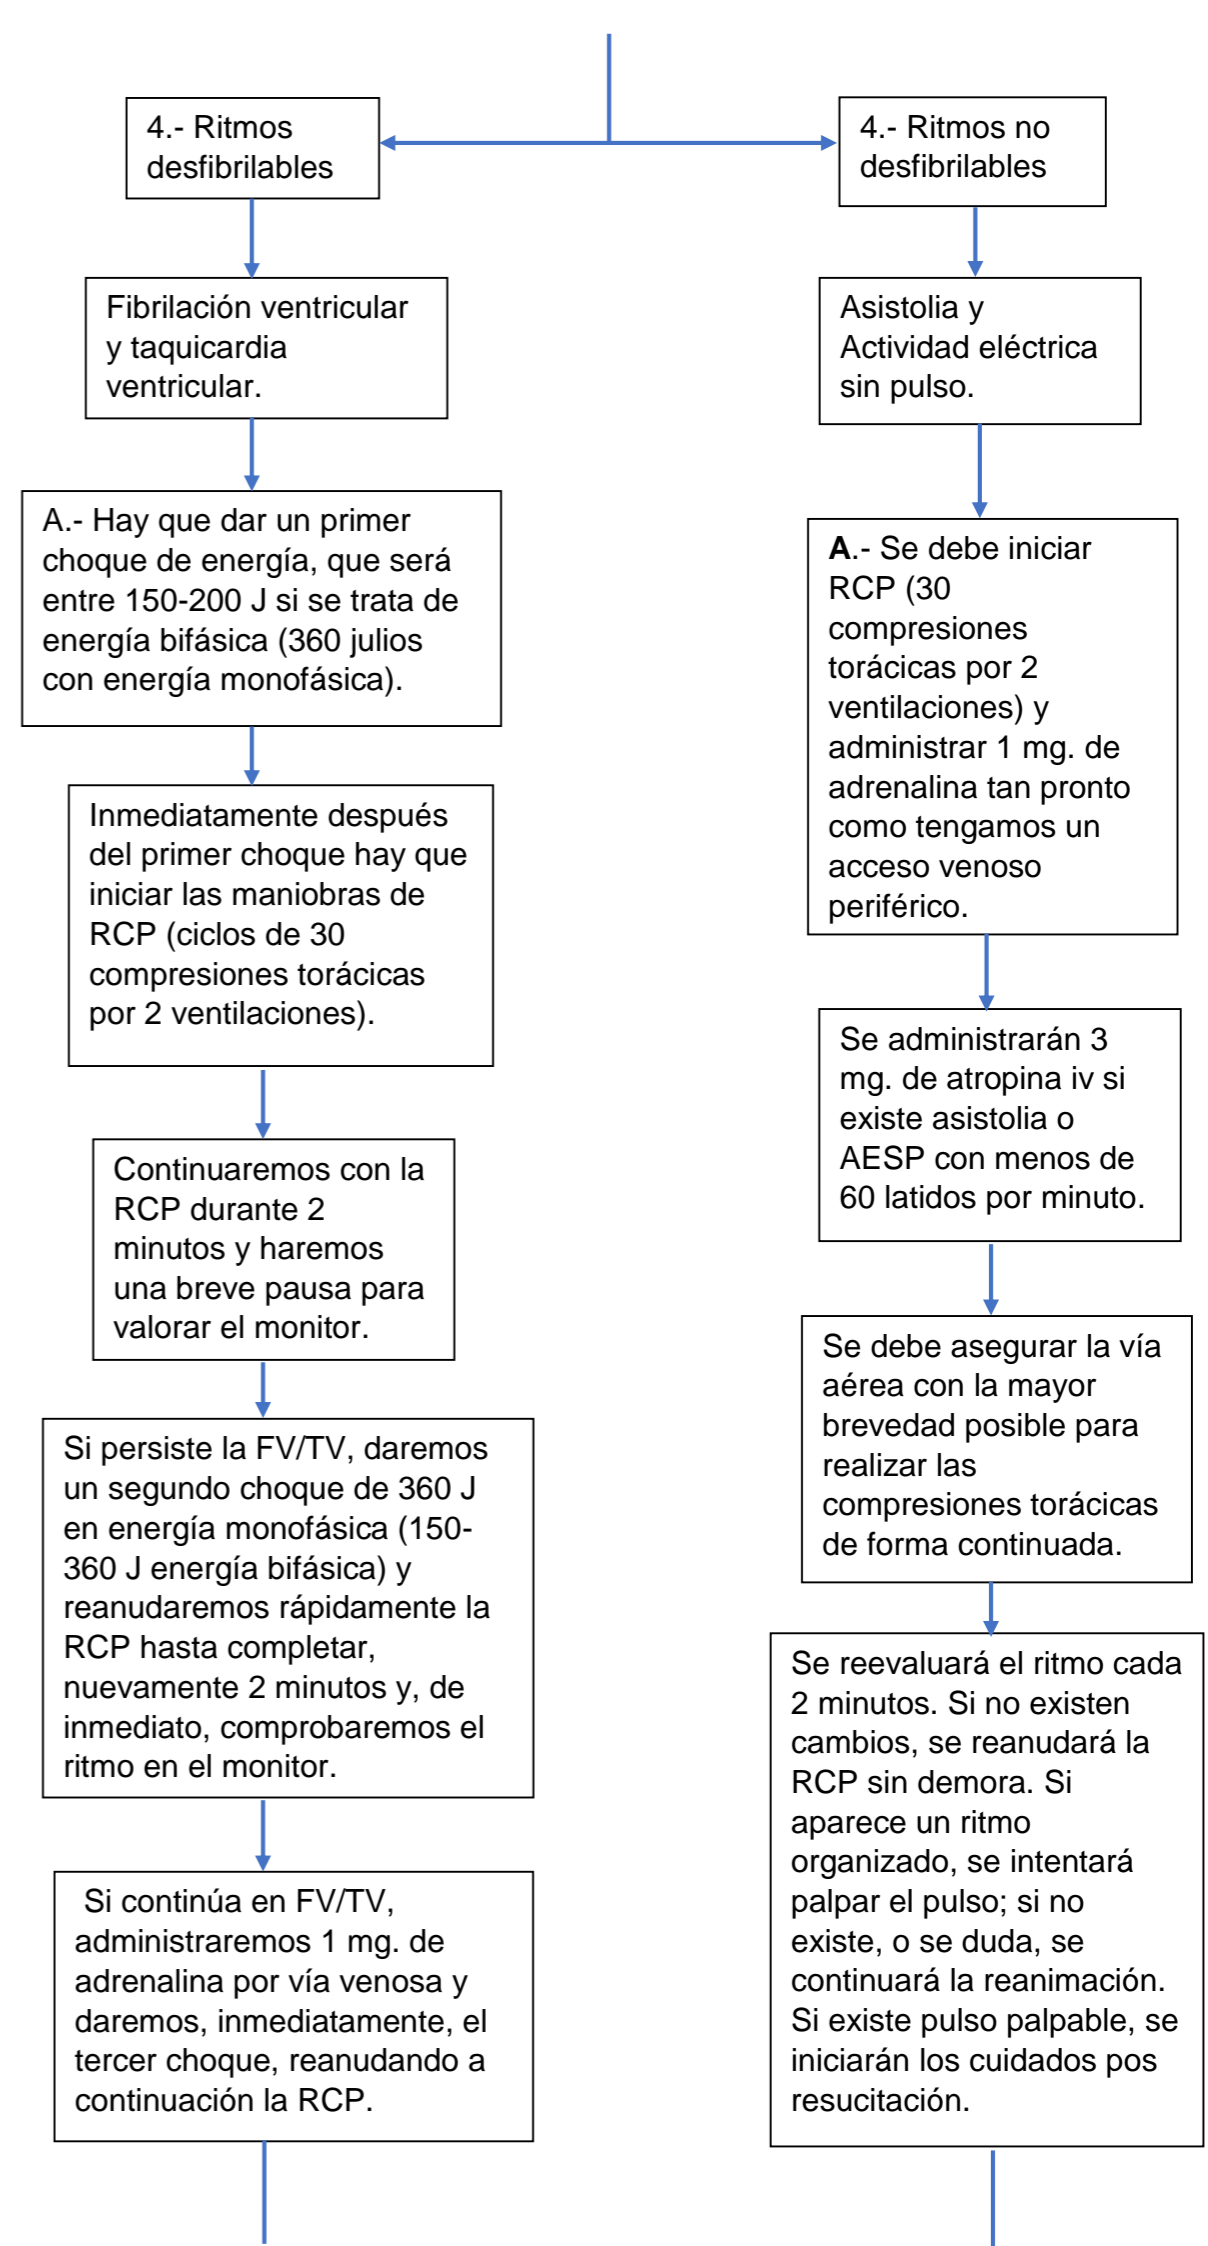 4.- Ritmos
desfibrilables
Fibrilación ventricular
y taquicardia
ventricular.
A.- Hay que dar un primer
choque de energía, que será
entre 150-200 J si se trata de
energía bifásica (360 julios
con energía monofásica).
Inmediatamente después
del primer choque hay que
iniciar las maniobras de
RCP (ciclos de 30
compresiones torácicas
por 2 ventilaciones).
Continuaremos con la
RCP durante 2
minutos y haremos
una breve pausa para
valorar el monitor.
Si persiste la FV/TV, daremos
un segundo choque de 360 J
en energía monofásica (150-
360 J energía bifásica) y
reanudaremos rápidamente la
RCP hasta completar,
nuevamente 2 minutos y, de
inmediato, comprobaremos el
ritmo en el monitor.
Si continúa en FV/TV,
administraremos 1 mg. de
adrenalina por vía venosa y
daremos, inmediatamente, el
tercer choque, reanudando a
continuación la RCP.
4.- Ritmos no
desfibrilables
Asistolia y
Actividad eléctrica
sin pulso.
A.- Se debe iniciar
RCP (30
compresiones
torácicas por 2
ventilaciones) y
administrar 1 mg. de
adrenalina tan pronto
como tengamos un
acceso venoso
periférico.
Se administrarán 3
mg. de atropina iv si
existe asistolia o
AESP con menos de
60 latidos por minuto.
Se debe asegurar la vía
aérea con la mayor
brevedad posible para
realizar las
compresiones torácicas
de forma continuada.
Se reevaluará el ritmo cada
2 minutos. Si no existen
cambios, se reanudará la
RCP sin demora. Si
aparece un ritmo
organizado, se intentará
palpar el pulso; si no
existe, o se duda, se
continuará la reanimación.
Si existe pulso palpable, se
iniciarán los cuidados pos
resucitación.